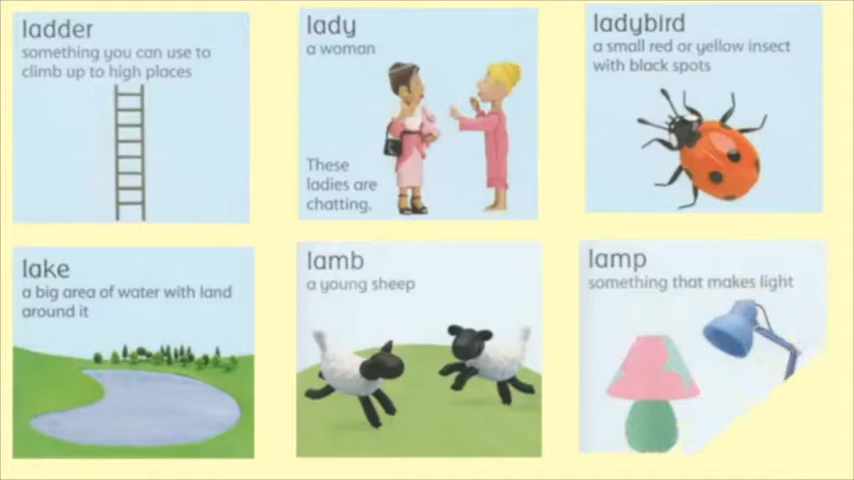 ladder
something you can use to
climb up to high places
lady
a woman
These
ladies are
chatting.
ladybird
a small red or yellow insect
with black spots
lake
a big area of water with land
around it
lamb
a young sheep
lamp
something that makes light